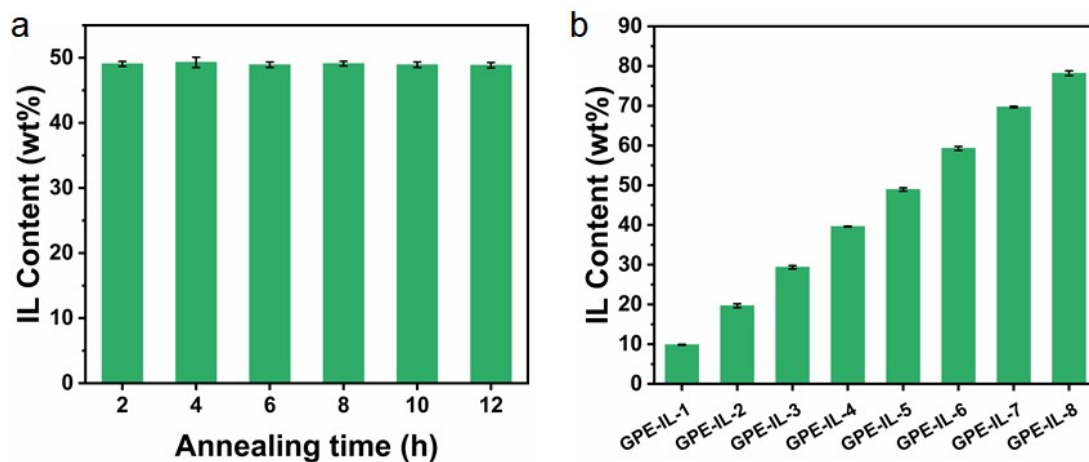 a
IL Content (wt%)
50
40
30
20
10
0
2 4 6 8 10 12
Annealing time (h)
b
IL Content (wt%)
90
80
70
60
50
40
30
20
10
0
GPE-IL-1 GPE-IL-2 GPE-IL-3 GPE-IL-4 GPE-IL-5 GPE-IL-6 GPE-IL-7 GPE-IL-8